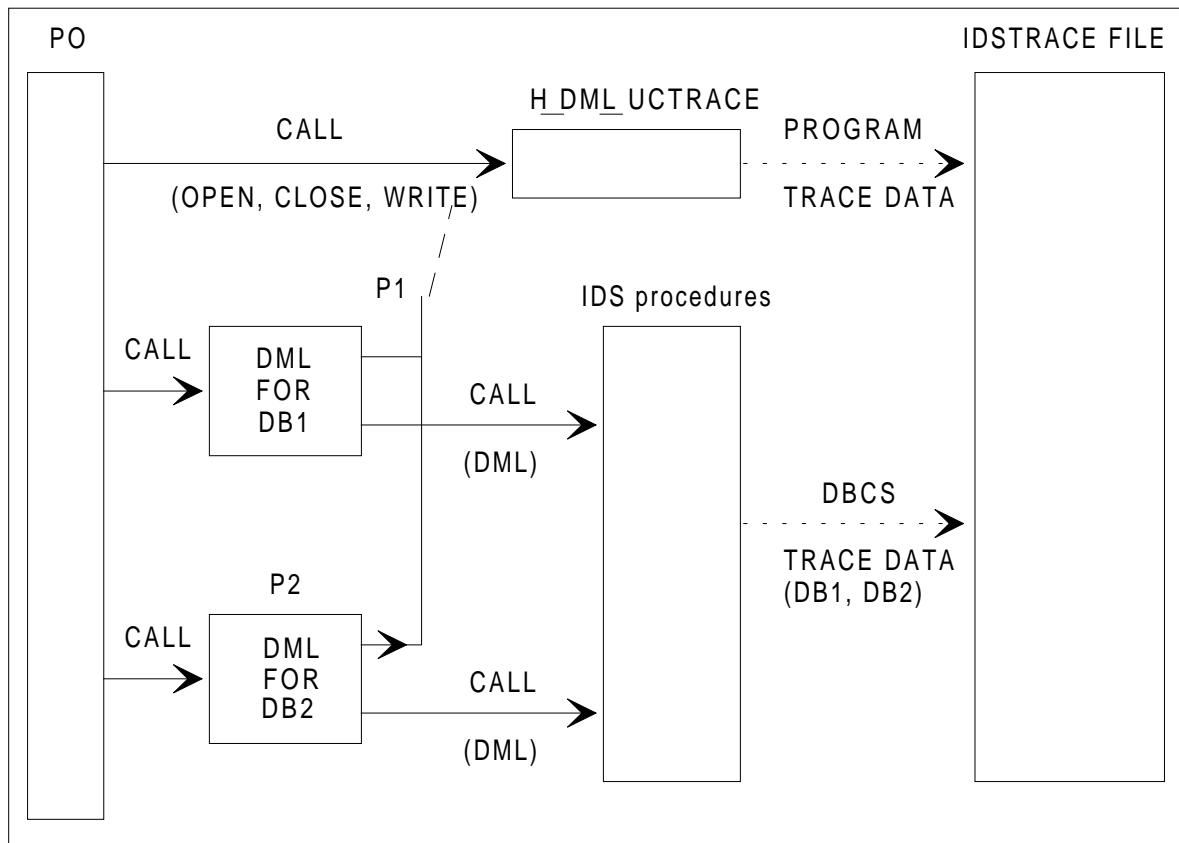 PO
IDSTRACE FILE
H_DML_UCTRACE
CALL
PROGRAM
(OPEN, CLOSE, WRITE)
TRACE DATA
P1
IDS procedures
CALL
DML
FOR
DB1
CALL
(DML)
DBCS
TRACE DATA
(DB1, DB2)
P2
CALL
DML
FOR
DB2
CALL
(DML)